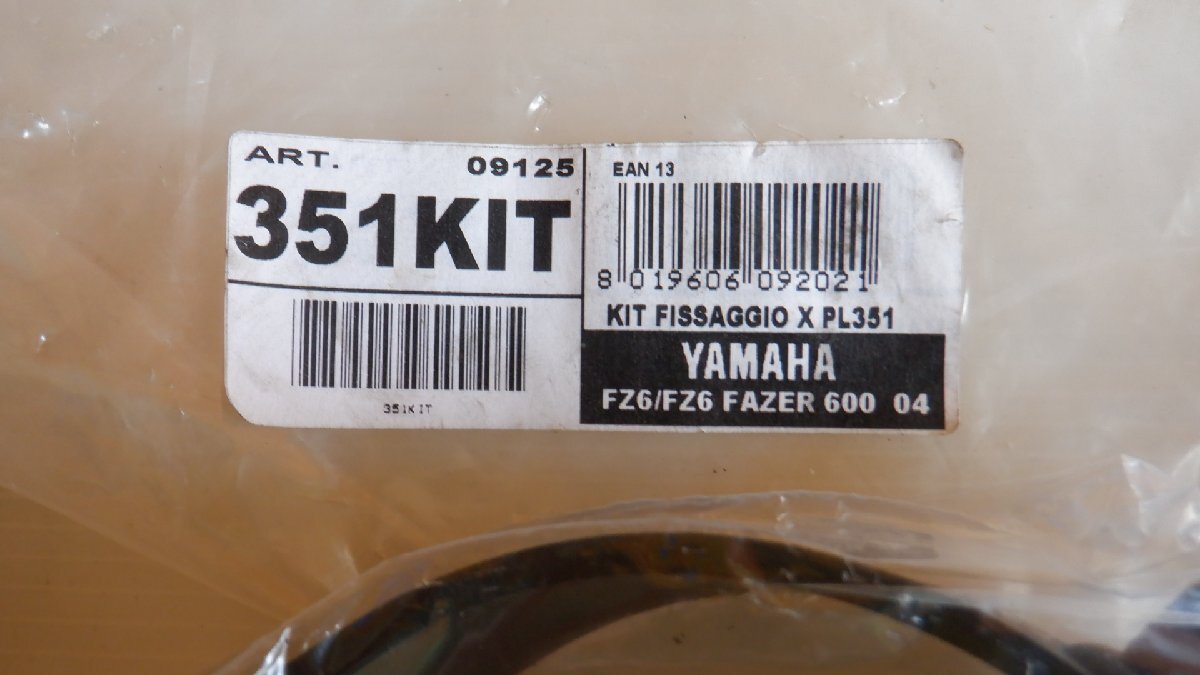 ART. 09125
351KIT
351KIT
EAN 13
8 019606 092021
KIT FISSAGGIO X PL351
YAMAHA
FZ6/FZ6 FAZER 600 04